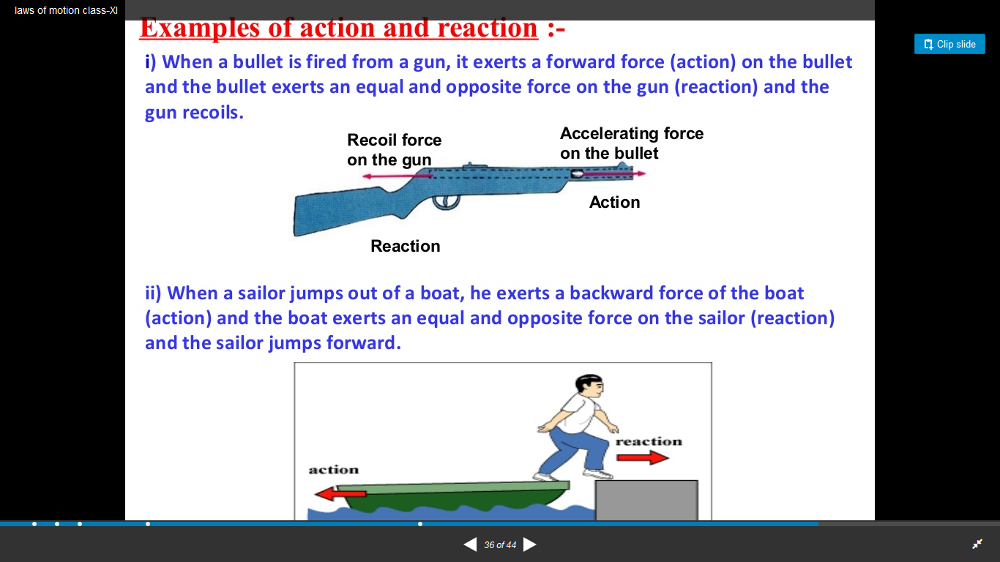 laws of motion class-XI
Examples of action and reaction :-
Clip slide
i) When a bullet is fired from a gun, it exerts a forward force (action) on the bullet
and the bullet exerts an equal and opposite force on the gun (reaction) and the
gun recoils.
Recoil force
on the gun
Accelerating force
on the bullet
Action
Reaction
ii) When a sailor jumps out of a boat, he exerts a backward force of the boat
(action) and the boat exerts an equal and opposite force on the sailor (reaction)
and the sailor jumps forward.
reaction
action
36 of 44